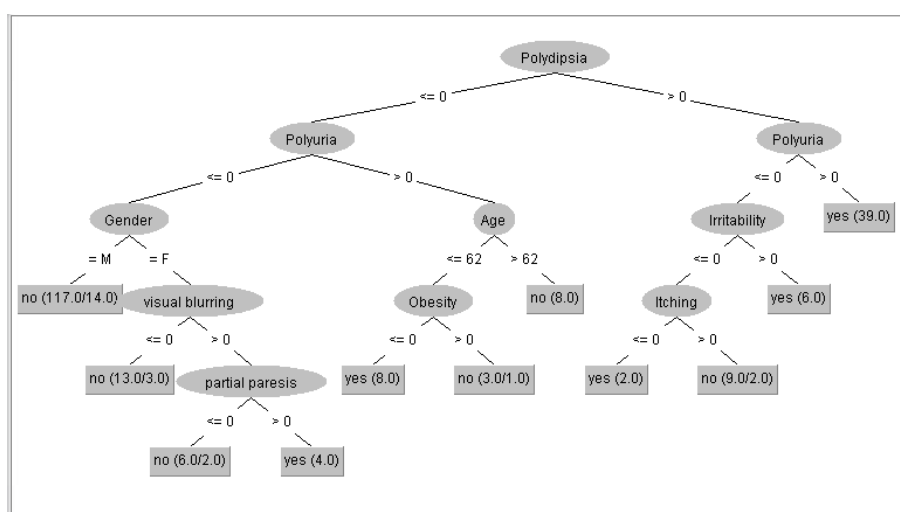 Polydipsia
<= 0 > 0
Polyuria Polyuria
<= 0 > 0 <= 0 > 0
Gender Age Irritability yes (39.0)
= M = F <= 62 > 62 <= 0 > 0
no (117.0/14.0) visual blurring Obesity no (8.0) Itching yes (6.0)
<= 0 > 0 <= 0 > 0 <= 0 > 0
no (13.0/3.0) partial paresis yes (8.0) no (3.0/1.0) yes (2.0) no (9.0/2.0)
<= 0 > 0
no (6.0/2.0) yes (4.0)